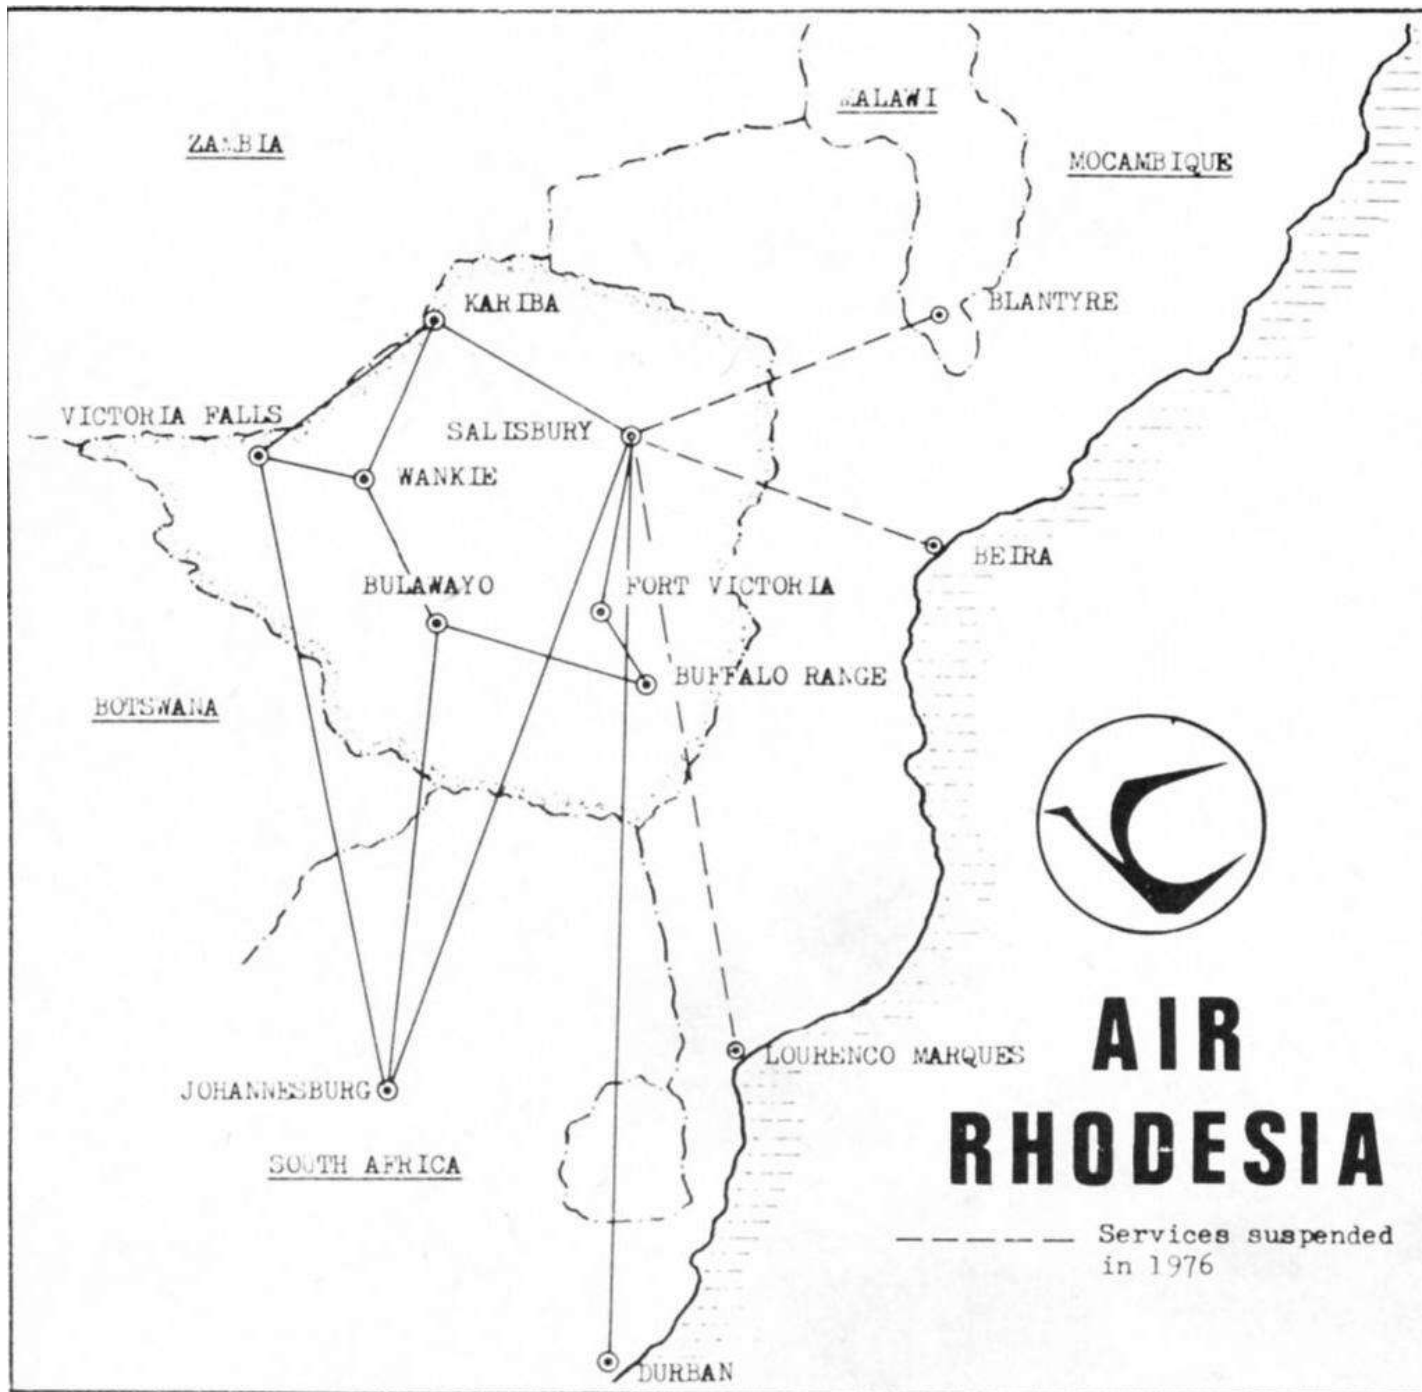 MALAWI
ZAMBIA
MOCAMBIQUE
KARIBA
BLANTYRE
VICTORIA FALLS
SALISBURY
WANKIE
BEIRA
BULAWAYO
FORT VICTORIA
BUFFALO RANGE
BOTSWANA
AIR
RHODESIA
LOURENCO MARQUES
JOHANNESBURG
SOUTH AFRICA
Services suspended
in 1976
DURBAN